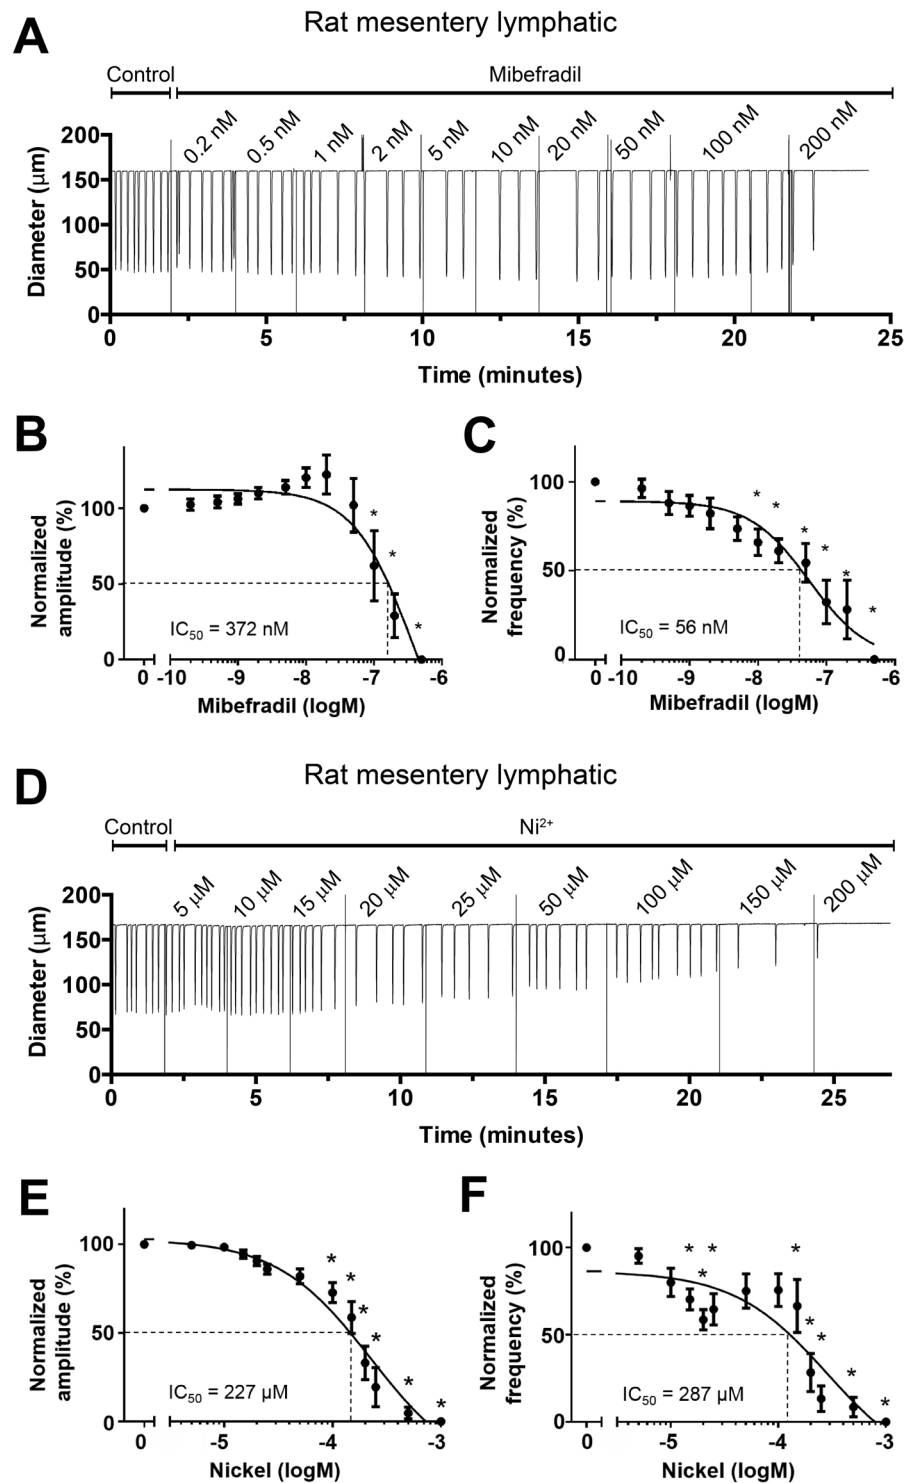 A
Rat mesentery lymphatic
Control
Mibefradil
0.2 nM
0.5 nM
1 nM
2 nM
5 nM
10 nM
20 nM
50 nM
100 nM
200 nM
Diameter (μm)
200
150
100
50
0
0 5 10 15 20 25
Time (minutes)
B
Normalized
amplitude (%)
100
50
0
* * *
IC50 = 372 nM
0 -10 -9 -8 -7 -6
Mibefradil (logM)
C
Normalized
frequency (%)
100
50
0
* * * * * *
IC50 = 56 nM
0 -10 -9 -8 -7 -6
Mibefradil (logM)
D
Rat mesentery lymphatic
Control
Ni²⁺
5 μM
10 μM
15 μM
20 μM
25 μM
50 μM
100 μM
150 μM
200 μM
Diameter (μm)
200
150
100
50
0
0 5 10 15 20 25
Time (minutes)
E
Normalized
amplitude (%)
100
50
0
* * * * * *
IC50 = 227 μM
0 -5 -4 -3
Nickel (logM)
F
Normalized
frequency (%)
100
50
0
* * * * * * * *
IC50 = 287 μM
0 -5 -4 -3
Nickel (logM)